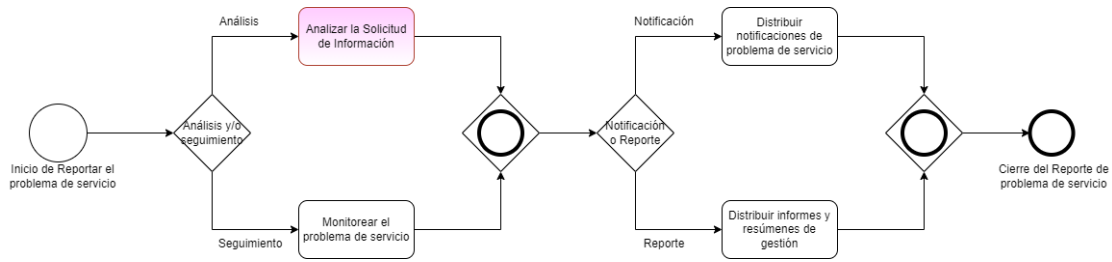 Inicio de Reportar el
problema de servicio
Análisis y/o
seguimiento
Análisis
Analizar la Solicitud
de Información
Seguimiento
Monitorear el
problema de servicio
Notificación
o Reporte
Notificación
Distribuir
notificaciones de
problema de servicio
Reporte
Distribuir informes y
resúmenes de
gestión
Cierre del Reporte de
problema de servicio